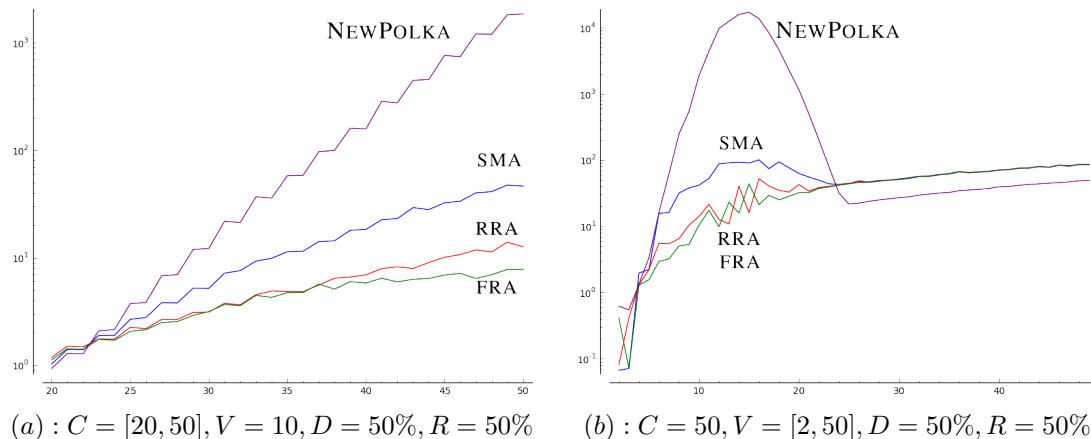 10^3
10^2
10^1
10^0
NEWPOLKA
SMA
RRA
FRA
20 25 30 35 40 45 50
(a) : C = [20, 50], V = 10, D = 50%, R = 50%
10^4
10^3
10^2
10^1
10^0
10^-1
NEWPOLKA
SMA
RRA
FRA
10 20 30 40
(b) : C = 50, V = [2, 50], D = 50%, R = 50%